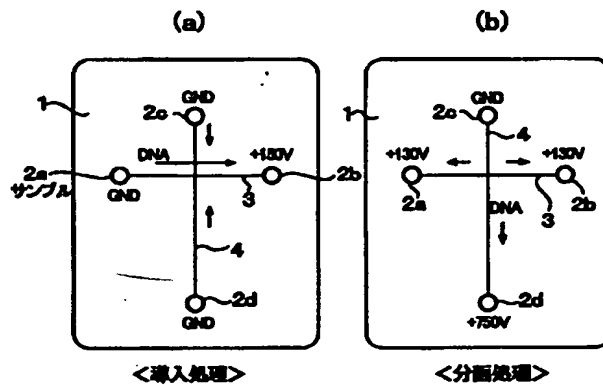 (a)
(b)
1
GND
2c
DNA
+150V
2a
サンプル
GND
3
2b
4
2d
GND
<導入処理>
1
GND
2c
4
+130V
+130V
2a
3
2b
DNA
2d
+750V
<分画処理>